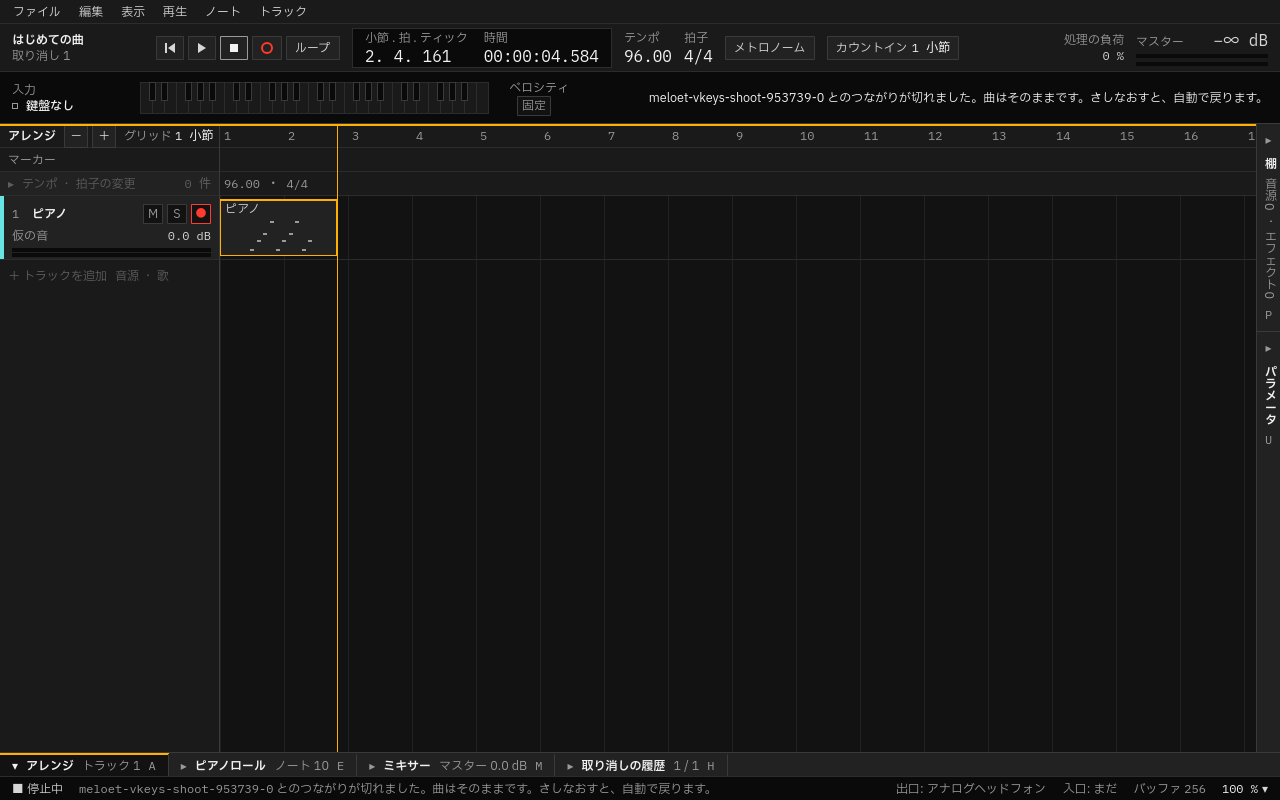 ファイル 編集 表示 再生 ノート トラック
はじめての曲
取り消し 1
ループ
小節 . 拍 . ティック 時間
2. 4. 161 00:00:04.584
テンポ 拍子
96.00 4/4
メトロノーム
カウントイン 1 小節
処理の負荷
0 %
マスター −∞ dB
入力
鍵盤なし
ベロシティ
固定
meloet-vkeys-shoot-953739-0 とのつながりが切れました。曲はそのままです。さしなおすと、自動で戻ります。
アレンジ − + グリッド 1 小節
1 2 3 4 5 6 7 8 9 10 11 12 13 14 15 16 1
マーカー
▸ テンポ · 拍子の変更 0 件
96.00 · 4/4
1 ピアノ M S
仮の音 0.0 dB
ピアノ
+ トラックを追加 音源 · 歌
▸ 棚 音源 0 · エフェクト 0 P
▸ パラメータ U
▾ アレンジ トラック 1 A
▸ ピアノロール ノート 10 E
▸ ミキサー マスター 0.0 dB M
▸ 取り消しの履歴 1 / 1 H
■ 停止中 meloet-vkeys-shoot-953739-0 とのつながりが切れました。曲はそのままです。さしなおすと、自動で戻ります。
出口: アナログヘッドフォン 入口: まだ バッファ 256 100 % ▾